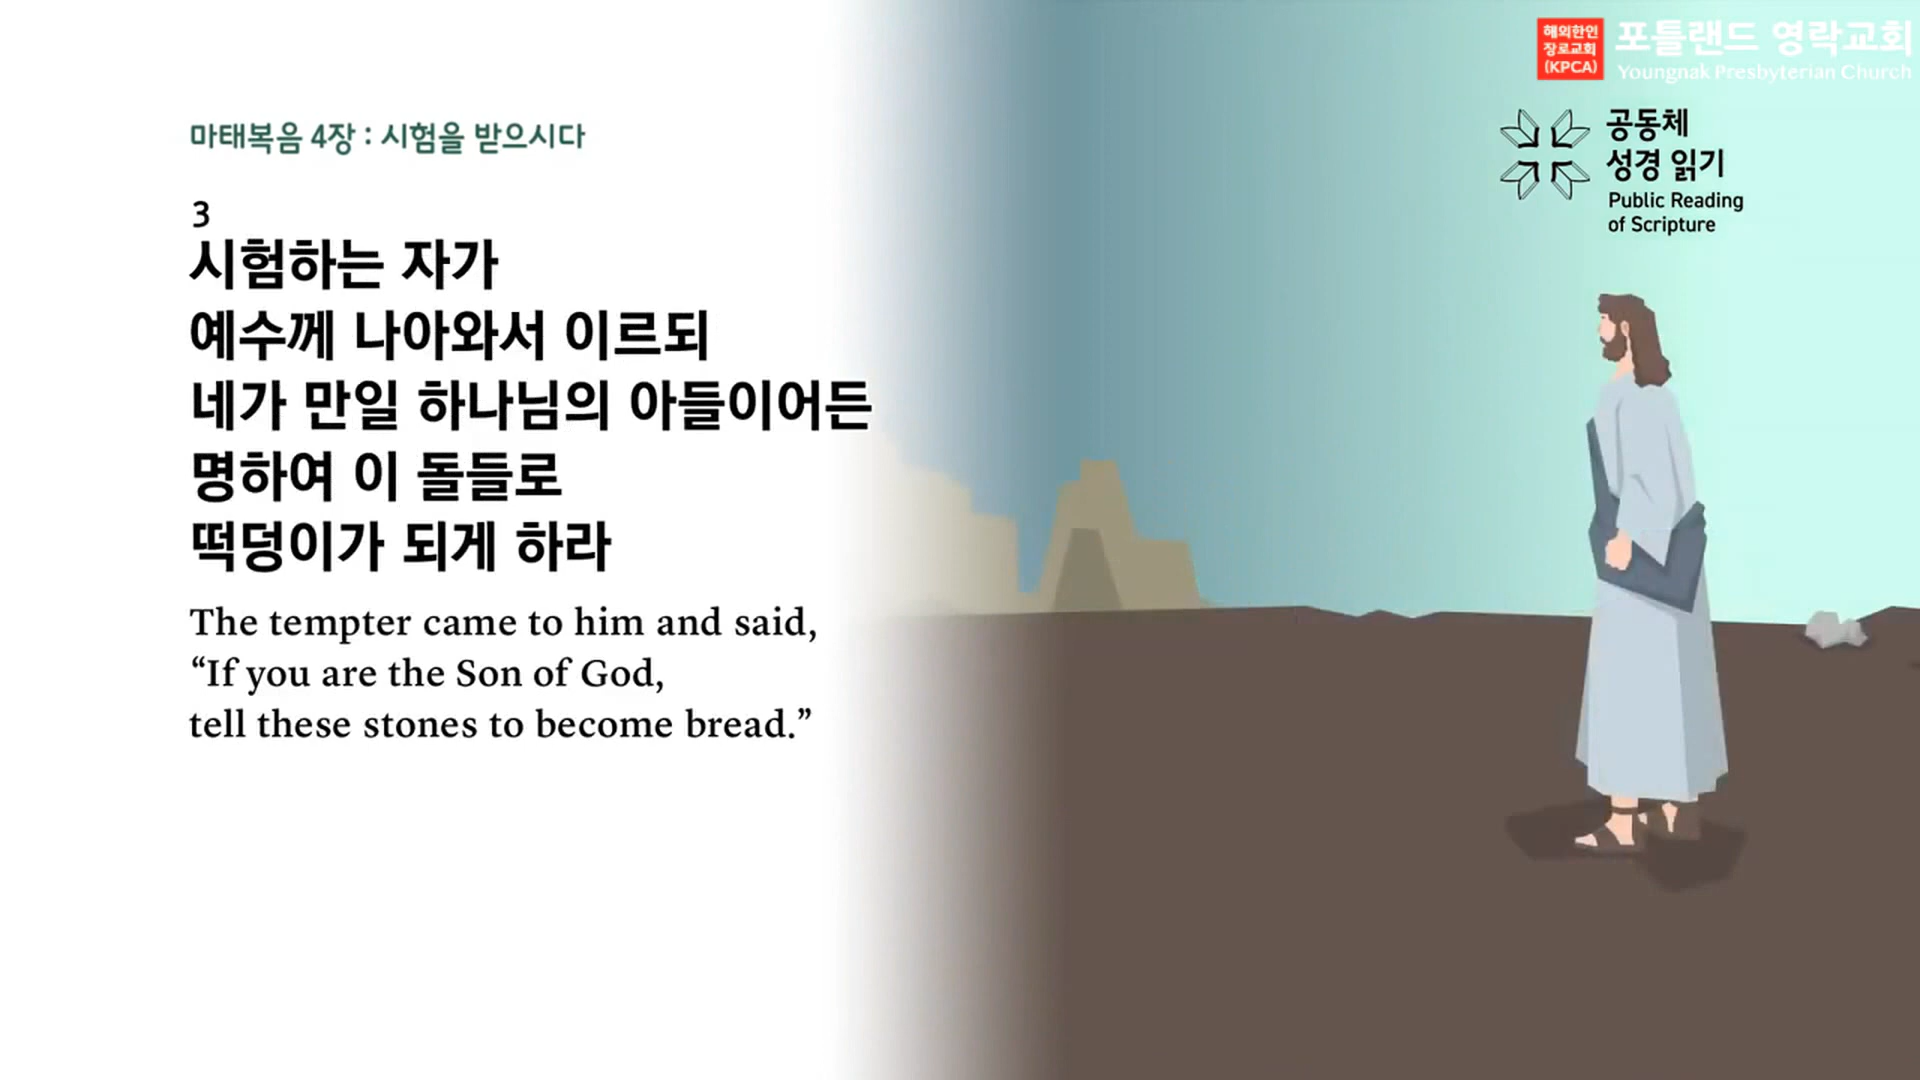 해외한인
장로교회
(KPCA)
포틀랜드 영락교회
Youngnak Presbyterian Church
공동체
성경 읽기
Public Reading
of Scripture
마태복음 4장 : 시험을 받으시다
3
시험하는 자가
예수께 나아와서 이르되
네가 만일 하나님의 아들이어든
명하여 이 돌들로
떡덩이가 되게 하라
The tempter came to him and said,
“If you are the Son of God,
tell these stones to become bread.”